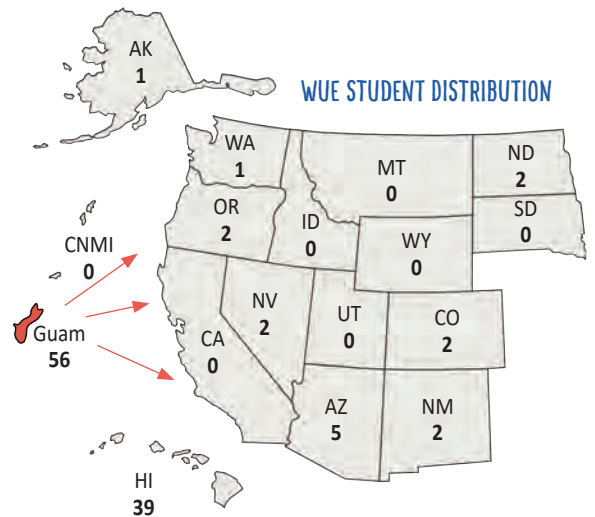 AK
1
WUE STUDENT DISTRIBUTION
WA
1
MT
0
ND
2
OR
2
ID
0
SD
0
CNMI
0
WY
0
Guam
56
NV
2
UT
0
CO
2
CA
0
AZ
5
NM
2
HI
39